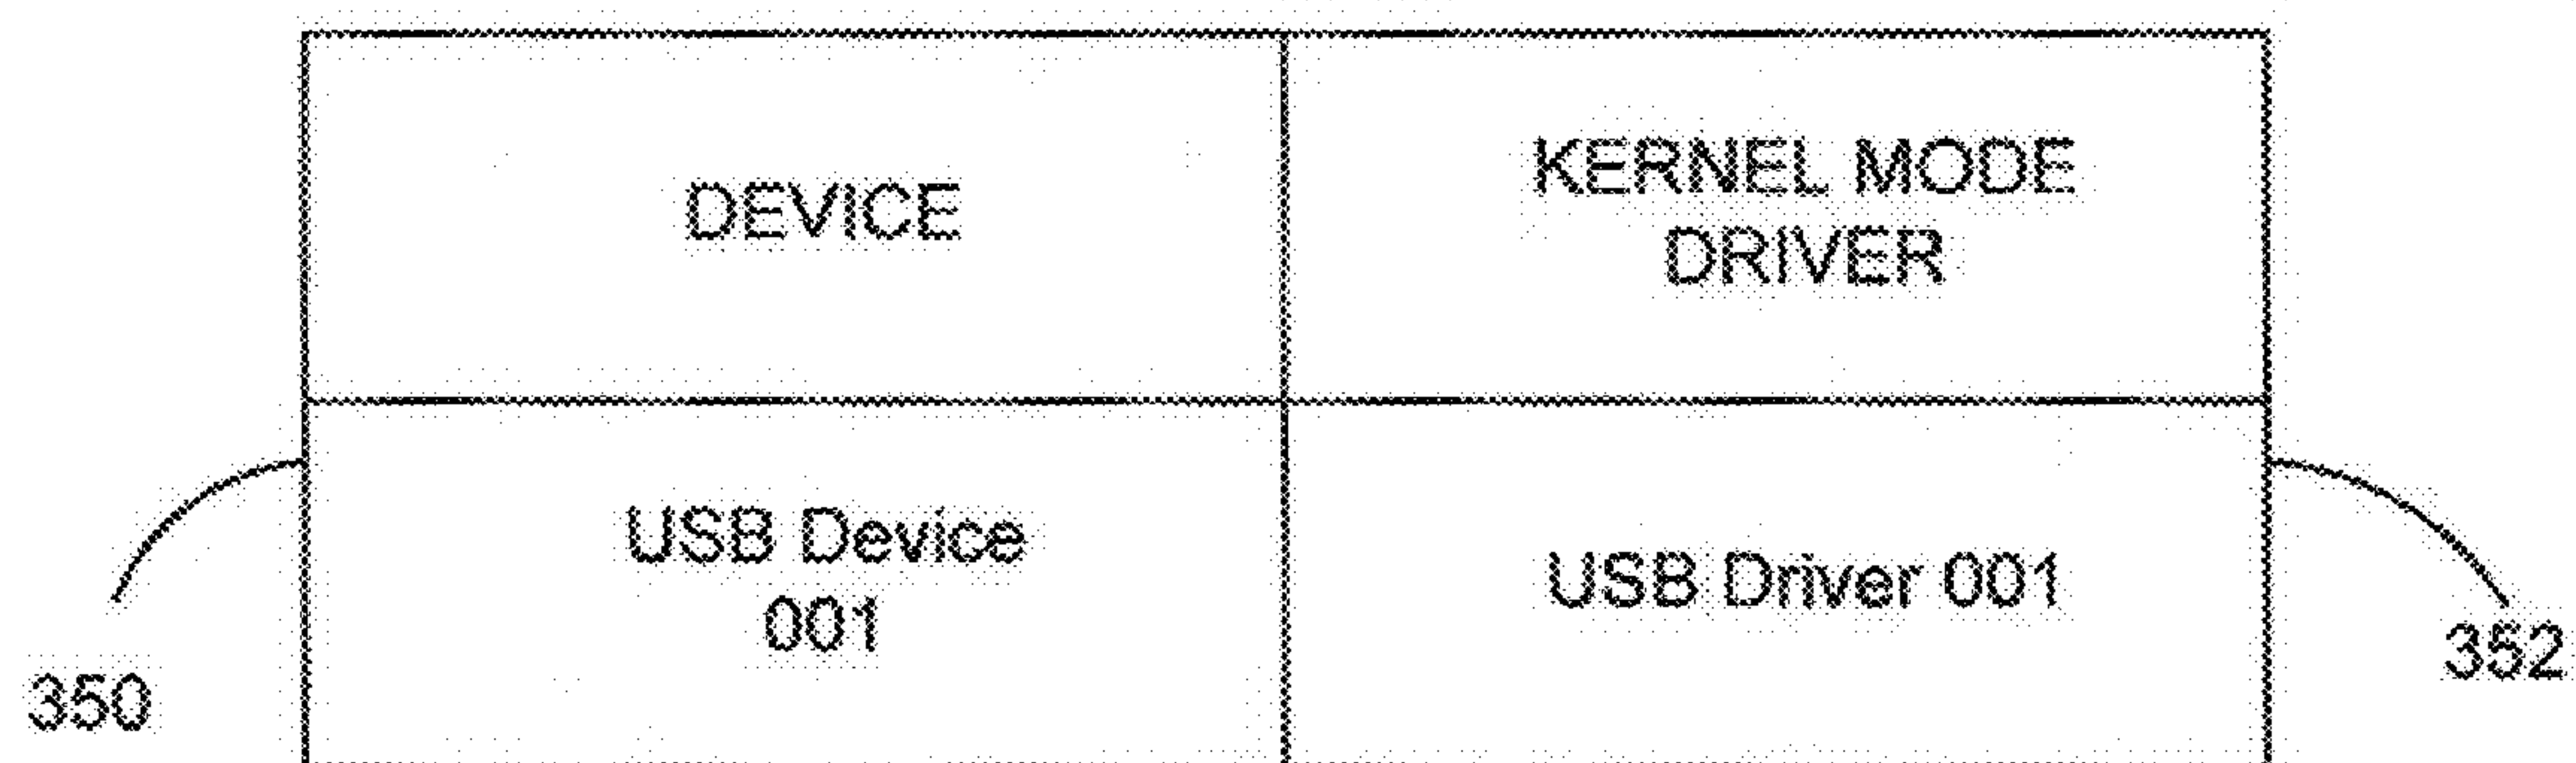 DEVICE
KERNEL MODE
DRIVER
USB Device
001
USB Driver 001
350
352